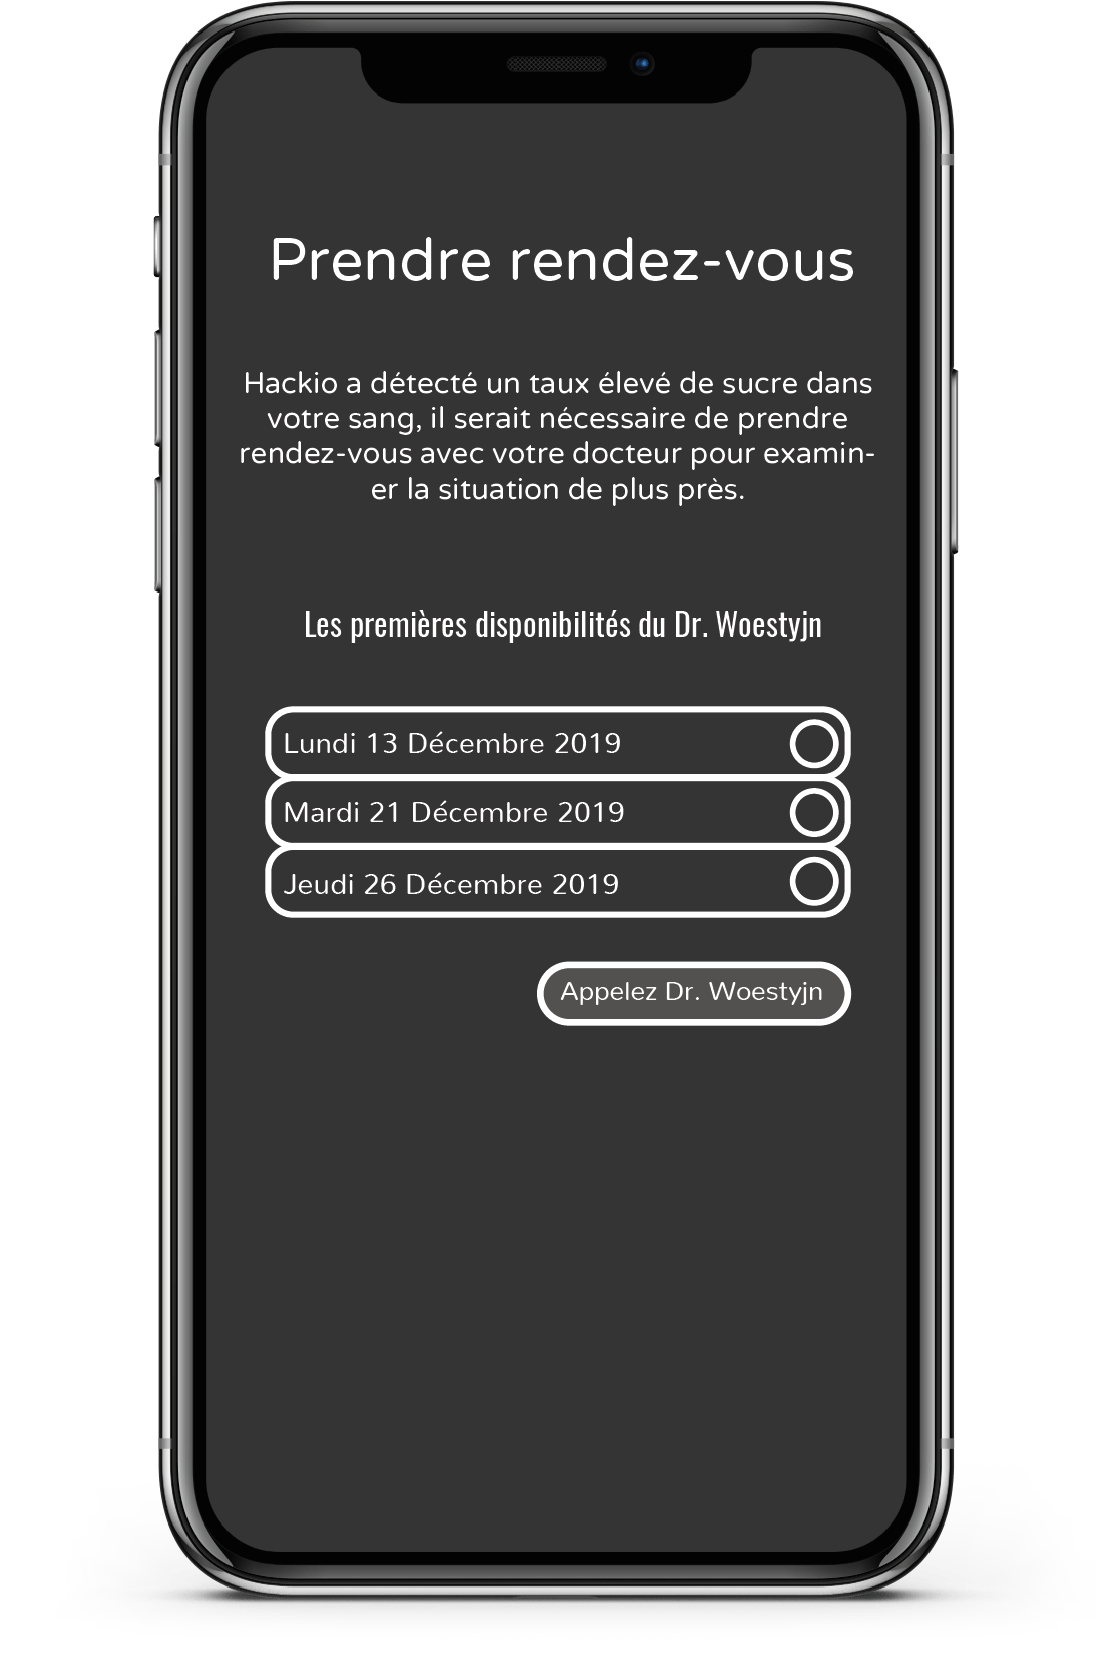 Prendre rendez-vous
Hackio a détecté un taux élevé de sucre dans
votre sang, il serait nécessaire de prendre
rendez-vous avec votre docteur pour examin-
er la situation de plus près.
Les premières disponibilités du Dr. Woestyjn
Lundi 13 Décembre 2019
Mardi 21 Décembre 2019
Jeudi 26 Décembre 2019
Appelez Dr. Woestyjn